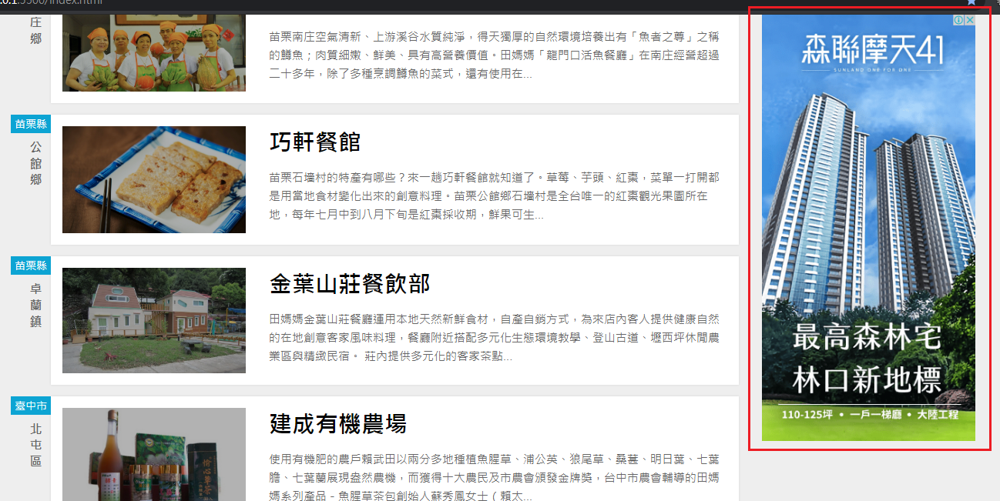 .0.1:5500/index.html
庄
鄉
苗栗南庄空氣清新、上游溪谷水質純淨，得天獨厚的自然環境培養出有「魚者之尊」之稱
的鱒魚；肉質細嫩、鮮美、具有高營養價值。田媽媽「龍門口活魚餐廳」在南庄經營超過
二十多年，除了多種烹調鱒魚的菜式，還有使用在...
苗栗縣
公
館
鄉
巧軒餐館
苗栗石墻村的特產有哪些？來一趟巧軒餐館就知道了。草莓、芋頭、紅棗，菜單一打開都
是用當地食材變化出來的創意料理。苗栗公館鄉石墻村是全台唯一的紅棗觀光果園所在
地，每年七月中到八月下旬是紅棗採收期，鮮果可生...
苗栗縣
卓
蘭
鎮
金葉山莊餐飲部
田媽媽金葉山莊餐廳運用本地天然新鮮食材，自產自銷方式，為來店內客人提供健康自然
的在地創意客家風味料理，餐廳附近搭配多元化生態環境教學、登山古道、壢西坪休閒農
業區與精緻民宿。 莊內提供多元化的客家茶點...
臺中市
北
屯
區
建成有機農場
使用有機肥的農戶賴武田以兩分多地種植魚腥草、蒲公英、狼尾草、桑葚、明日葉、七葉
膽、七葉蘭展現盎然農機，而獲得十大農民及市農會頒發金牌獎，台中市農會輔導的田媽
媽系列產品－魚腥草茶包創始人蘇秀鳳女士（賴太...
森聯摩天41
SUNLAND ONE FOR ONE
最高森林宅
林口新地標
110-125坪 • 一戶一梯廳 • 大陸工程